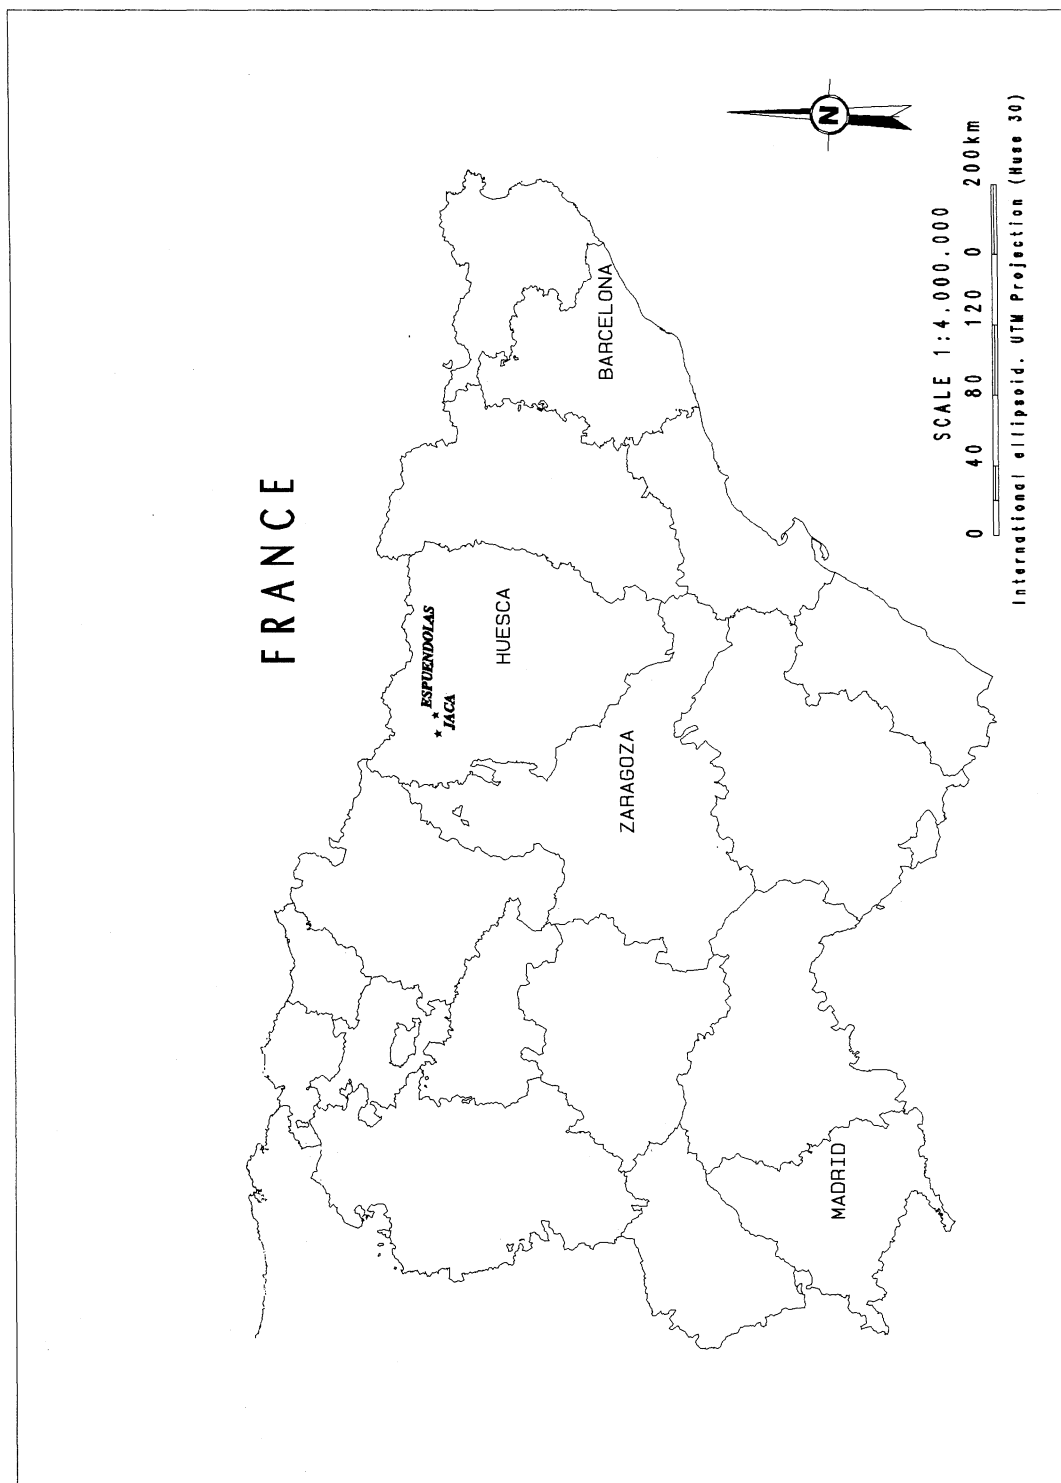 FRANCE
ESPUENDOLAS
JACA
HUESCA
BARCELONA
ZARAGOZA
MADRID
N
SCALE 1:4.000.000
0 40 80 120 0 200km
International ellipsoid. UTM Projection (Huse 30)